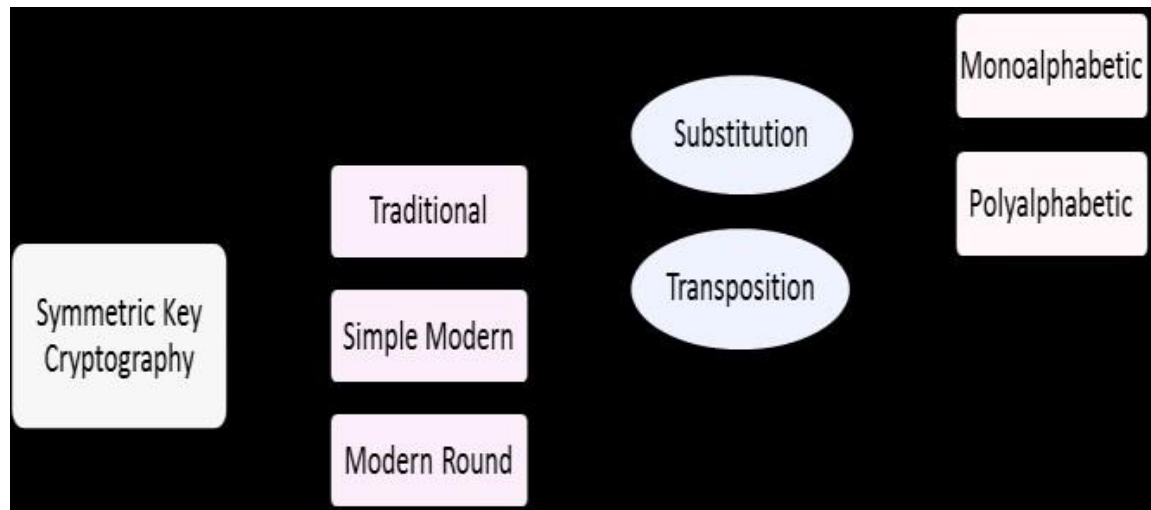 Symmetric Key
Cryptography
Traditional
Simple Modern
Modern Round
Substitution
Transposition
Monoalphabetic
Polyalphabetic